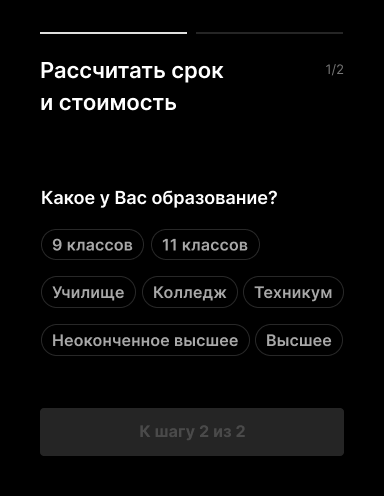 Рассчитать срок 1/2
и стоимость
Какое у Вас образование?
9 классов 11 классов
Училище Колледж Техникум
Неоконченное высшее Высшее
К шагу 2 из 2